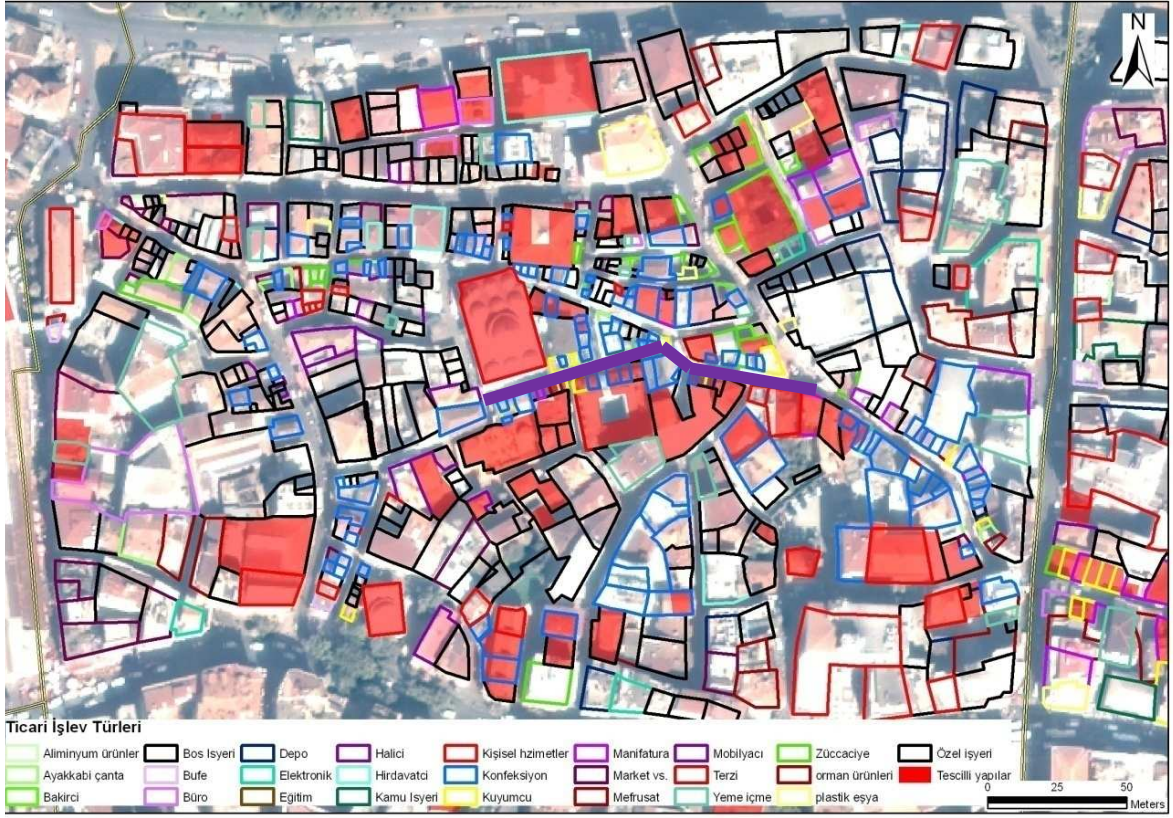 N
Ticari İşlev Türleri
Aliminyum ürünler Bos Isyeri Depo Halici Kişisel hzimetler Manifatura Mobilyacı Züccaciye Özel işyeri
Ayakkabi çanta Bufe Elektronik Hirdavatci Konfeksiyon Market vs. Terzi orman ürünleri Tescilli yapılar
Bakirci Büro Egitim Kamu Isyeri Kuyumcu Mefrusat Yeme içme plastik eşya
0 25 50
Meters